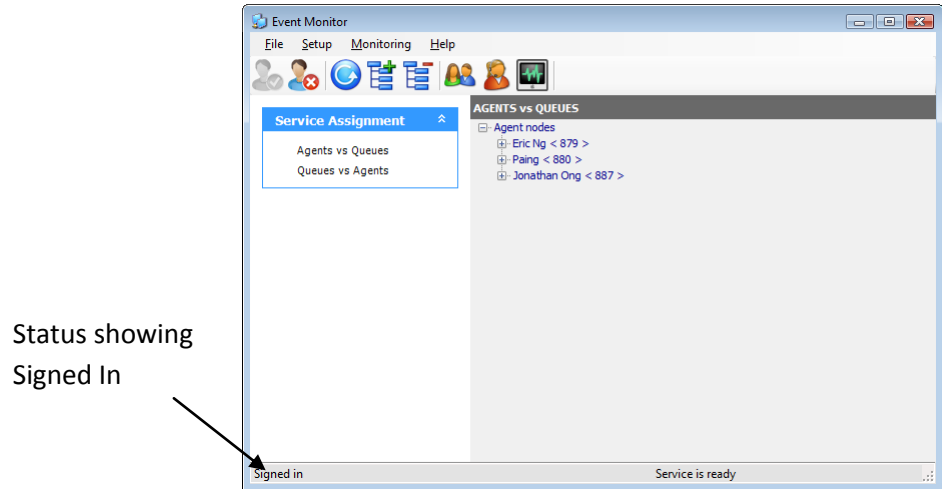 Event Monitor
File Setup Monitoring Help
Service Assignment
Agents vs Queues
Queues vs Agents
AGENTS vs QUEUES
Agent nodes
Eric Ng < 879 >
Paing < 880 >
Jonathan Ong < 887 >
Status showing
Signed In
Signed in Service is ready